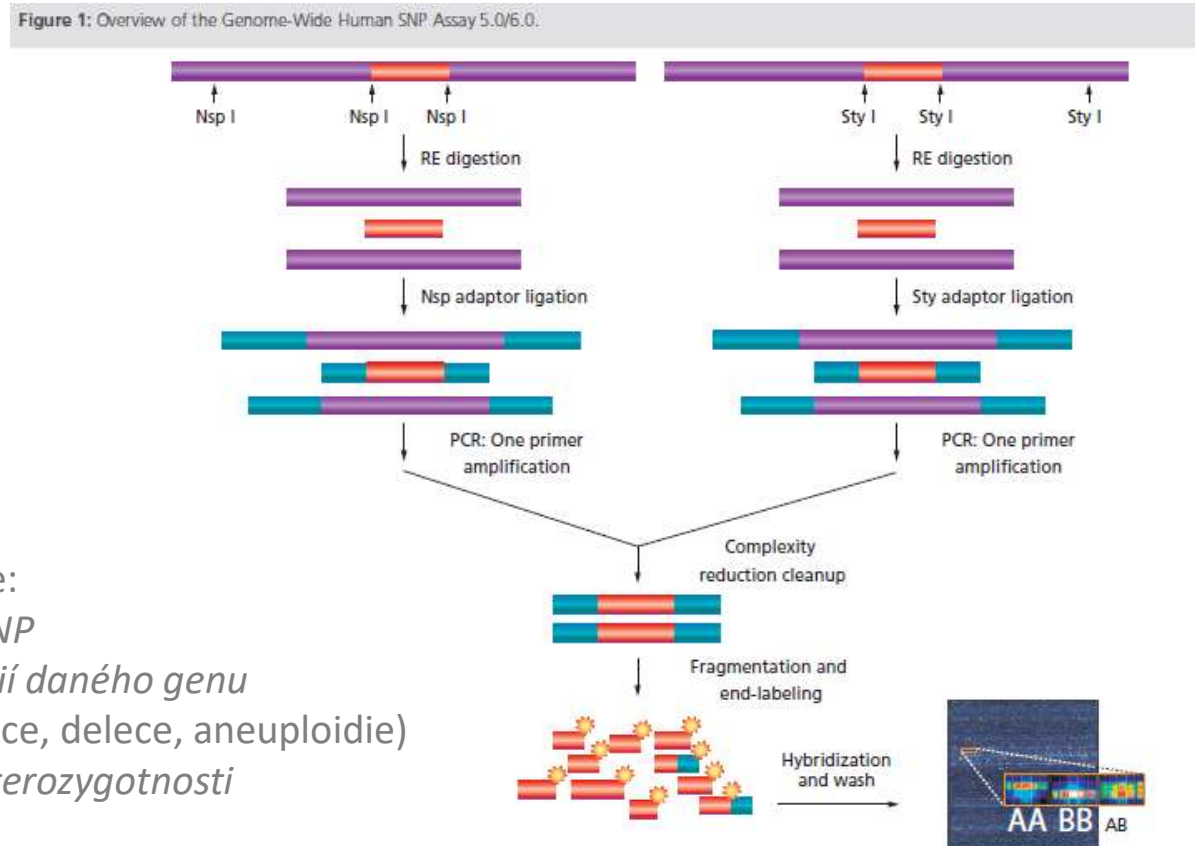 Figure 1: Overview of the Genome-Wide Human SNP Assay 5.0/6.0.
Nsp I Nsp I Nsp I
Sty I Sty I Sty I
RE digestion
RE digestion
Nsp adaptor ligation
Sty adaptor ligation
PCR: One primer
amplification
PCR: One primer
amplification
Complexity
reduction cleanup
Fragmentation and
end-labeling
Hybridization
and wash
AA BB AB
e:
NP
ií daného genu
ce, delece, aneuploidie)
terozygotnosti